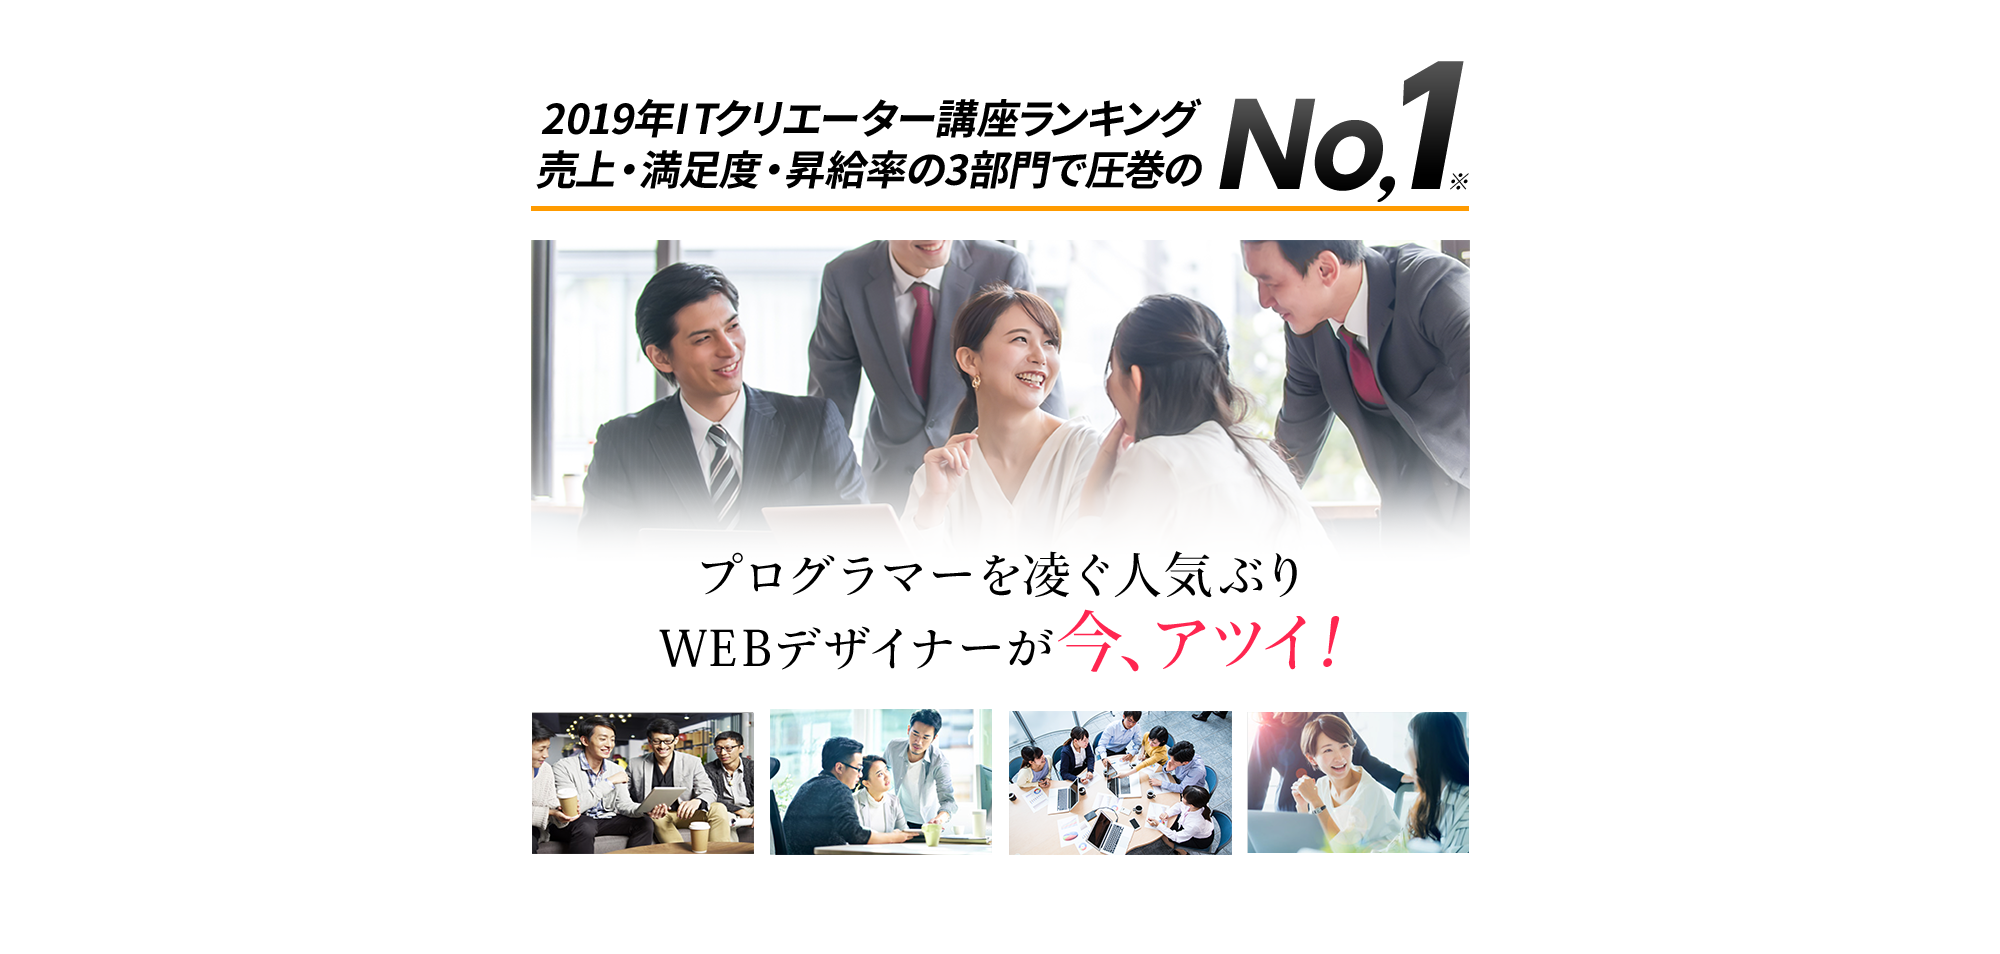 2019年ITクリエーター講座ランキング
売上・満足度・昇給率の3部門で圧巻の
No,1※
プログラマーを凌ぐ人気ぶり
WEBデザイナーが今、アツイ!